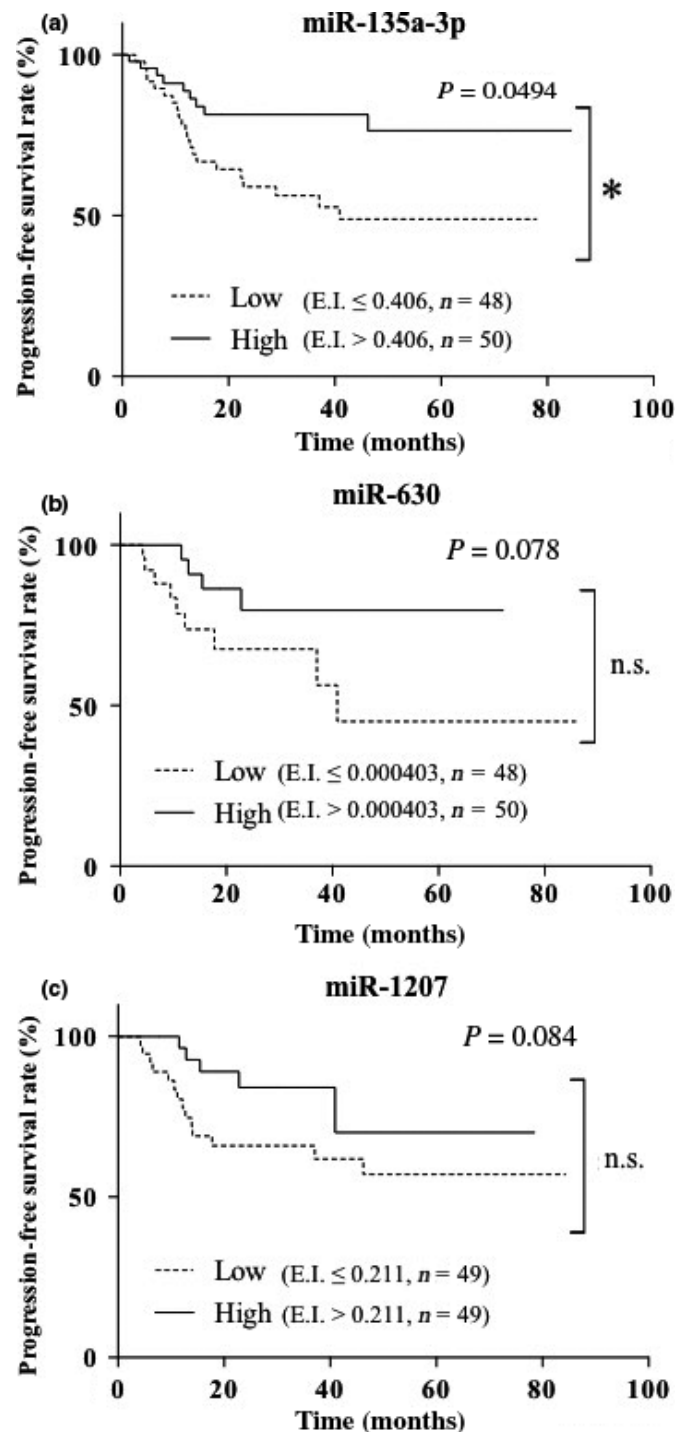 (a)
miR-135a-3p
Progression-free survival rate (%)
100
50
0
P = 0.0494
*
Low (E.I. ≤ 0.406, n = 48)
High (E.I. > 0.406, n = 50)
0 20 40 60 80 100
Time (months)
(b)
miR-630
Progression-free survival rate (%)
100
50
0
P = 0.078
n.s.
Low (E.I. ≤ 0.000403, n = 48)
High (E.I. > 0.000403, n = 50)
0 20 40 60 80 100
Time (months)
(c)
miR-1207
Progression-free survival rate (%)
100
50
0
P = 0.084
n.s.
Low (E.I. ≤ 0.211, n = 49)
High (E.I. > 0.211, n = 49)
0 20 40 60 80 100
Time (months)